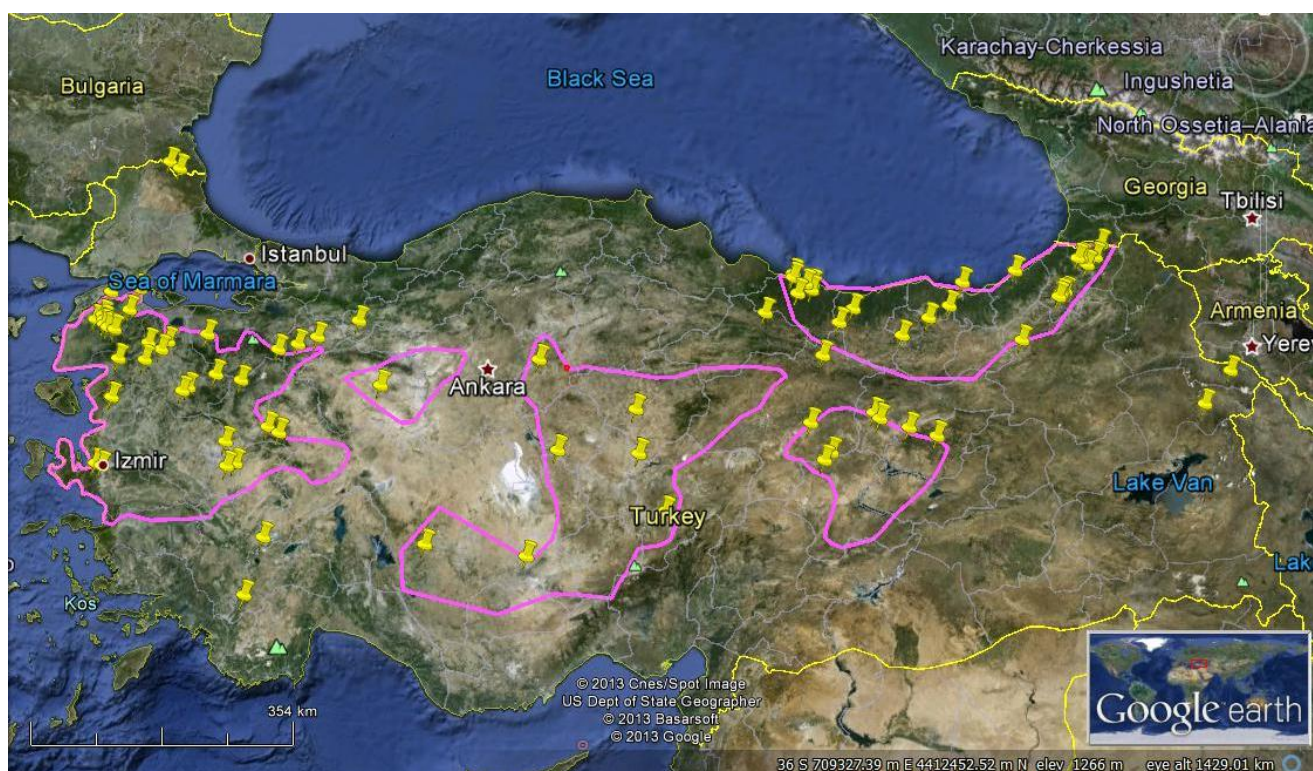 Karachay-Cherkessia
Black Sea
Bulgaria
Ingushetia
North Ossetia–Alania
Georgia
Tbilisi
Istanbul
Sea of Marmara
Armenia
Ankara
Izmir
Lake Van
Turkey
Kos
354 km
© 2013 Cnes/Spot Image
US Dept of State Geographer
© 2013 Basarsoft
© 2013 Google
Google earth
36 S 709327.39 m E 4412452.52 m N elev 1266 m eye alt 1429.01 km